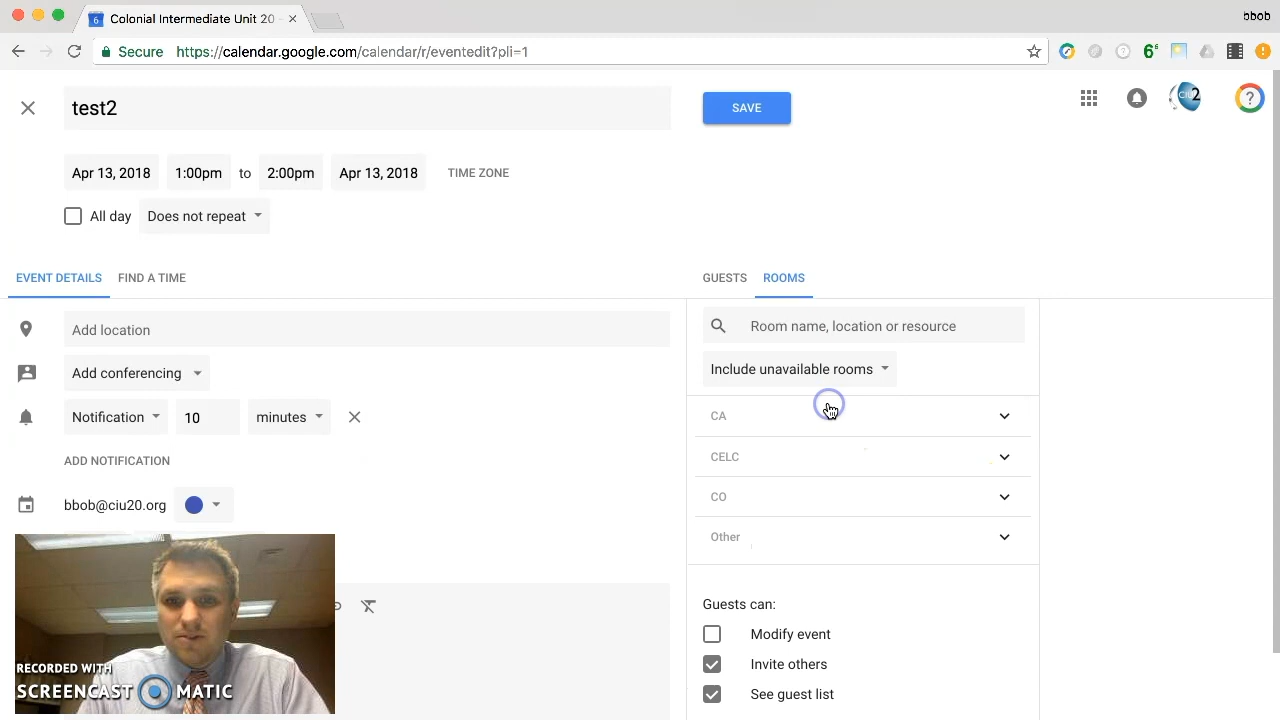 Colonial Intermediate Unit 20 -
bbob
Secure https://calendar.google.com/calendar/r/eventedit?pli=1
test2
SAVE
Apr 13, 2018 1:00pm to 2:00pm Apr 13, 2018 TIME ZONE
All day Does not repeat
EVENT DETAILS FIND A TIME
GUESTS ROOMS
Add location
Room name, location or resource
Add conferencing
Include unavailable rooms
Notification 10 minutes
CA
ADD NOTIFICATION
CELC
CO
bbob@ciu20.org
Other
Guests can:
Modify event
Invite others
See guest list
RECORDED WITH
SCREENCAST MATIC